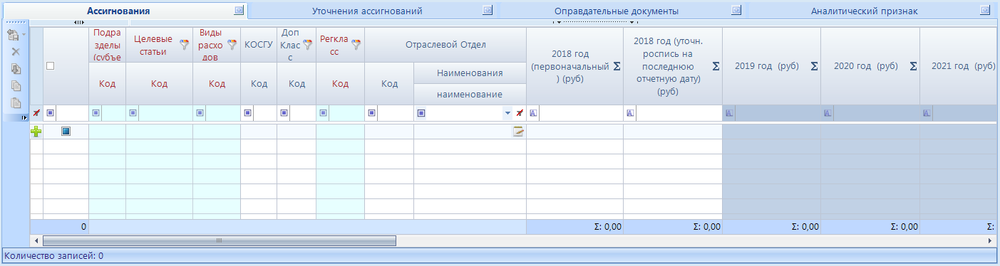 Ассигнования
Уточнения ассигнований
Оправдательные документы
Аналитический признак
Подра
зделы
(субъе
Целевые
статьи
Виды
расхо
дов
КОСГУ
Доп
Клас
с
Регкла
сс
Отраслевой Отдел
2018 год
(первоначальный
) (руб)
Σ
2018 год (уточн.
роспись на
последнюю
отчетную дату)
(руб)
Σ
2019 год (руб)
Σ
2020 год (руб)
Σ
2021 год (руб)
Код
Код
Код
Код
Код
Код
Код
Наименования
наименование
0
Σ: 0,00
Σ: 0,00
Σ: 0,00
Σ: 0,00
Σ:
Количество записей: 0